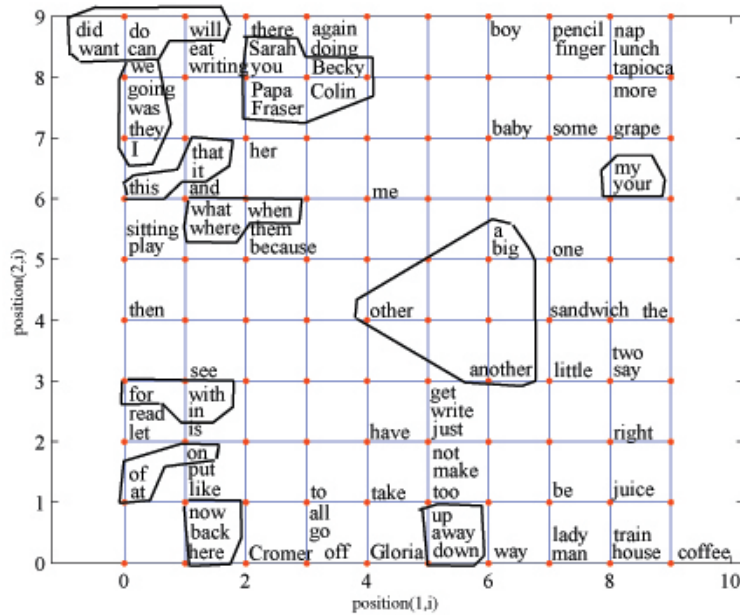 9
did do will there again boy pencil nap
want can eat Sarah doing finger lunch
we writing you Becky tapioca
8
going Papa Colin more
was Fraser
they baby some grape
7
I that her
it my
this and me your
6
what when a
sitting where them big one
play because
5
then other sandwich the
4
see another little two
say
3
for with get
read in write
let is have just right
2
on not
of put make
at like to take too be juice
1
now all up lady train
back go away
here Cromer off Gloria down way man house coffee
0
0 2 4 6 8 10
position(1,i)
position(2,i)